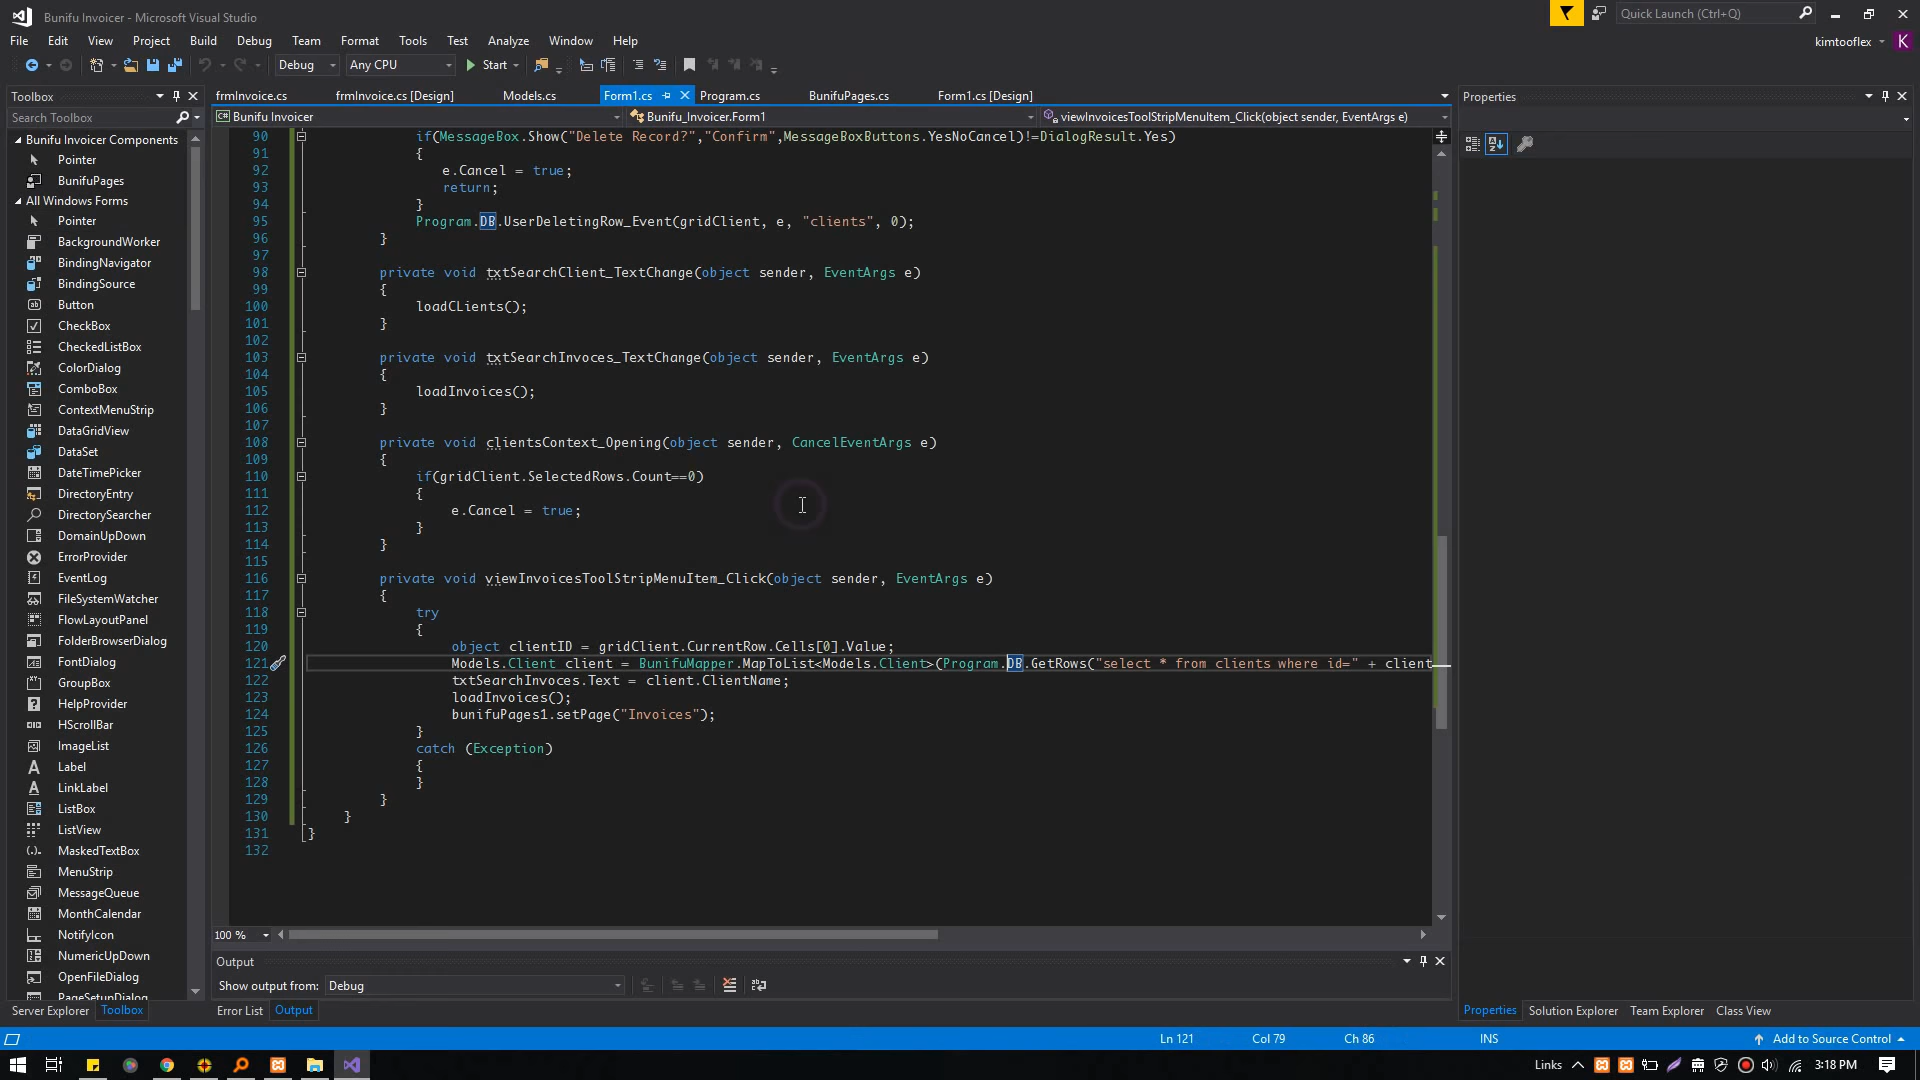 Bunifu Invoicer - Microsoft Visual Studio
Quick Launch (Ctrl+Q)
File Edit View Project Build Debug Team Format Tools Test Analyze Window Help
kimtooflex K
Debug Any CPU Start
Toolbox
frmInvoice.cs frmInvoice.cs [Design] Models.cs Form1.cs Program.cs BunifuPages.cs Form1.cs [Design]
Properties
Search Toolbox
Bunifu Invoicer Bunifu_Invoicer.Form1 viewInvoicesToolStripMenuItem_Click(object sender, EventArgs e)
Bunifu Invoicer Components
Pointer
BunifuPages
All Windows Forms
Pointer
BackgroundWorker
BindingNavigator
BindingSource
Button
CheckBox
CheckedListBox
ColorDialog
ComboBox
ContextMenuStrip
DataGridView
DataSet
DateTimePicker
DirectoryEntry
DirectorySearcher
DomainUpDown
ErrorProvider
EventLog
FileSystemWatcher
FlowLayoutPanel
FolderBrowserDialog
FontDialog
GroupBox
HelpProvider
HScrollBar
ImageList
Label
LinkLabel
ListBox
ListView
MaskedTextBox
MenuStrip
MessageQueue
MonthCalendar
NotifyIcon
NumericUpDown
OpenFileDialog
PageSetupDialog
90 if(MessageBox.Show("Delete Record?","Confirm",MessageBoxButtons.YesNoCancel)!=DialogResult.Yes)
91 {
92 e.Cancel = true;
93 return;
94 }
95 Program.DB.UserDeletingRow_Event(gridClient, e, "clients", 0);
96 }
97
98 private void txtSearchClient_TextChange(object sender, EventArgs e)
99 {
100 loadCLients();
101 }
102
103 private void txtSearchInvoces_TextChange(object sender, EventArgs e)
104 {
105 loadInvoices();
106 }
107
108 private void clientsContext_Opening(object sender, CancelEventArgs e)
109 {
110 if(gridClient.SelectedRows.Count==0)
111 {
112 e.Cancel = true;
113 }
114 }
115
116 private void viewInvoicesToolStripMenuItem_Click(object sender, EventArgs e)
117 {
118 try
119 {
120 object clientID = gridClient.CurrentRow.Cells[0].Value;
121 Models.Client client = BunifuMapper.MapToList<Models.Client>(Program.DB.GetRows("select * from clients where id=" + client
122 txtSearchInvoces.Text = client.ClientName;
123 loadInvoices();
124 bunifuPages1.setPage("Invoices");
125 }
126 catch (Exception)
127 {
128 }
129 }
130 }
131 }
132
100 %
Output
Show output from: Debug
Server Explorer Toolbox Error List Output Properties Solution Explorer Team Explorer Class View
Ln 121 Col 79 Ch 86 INS Add to Source Control
Links 3:18 PM